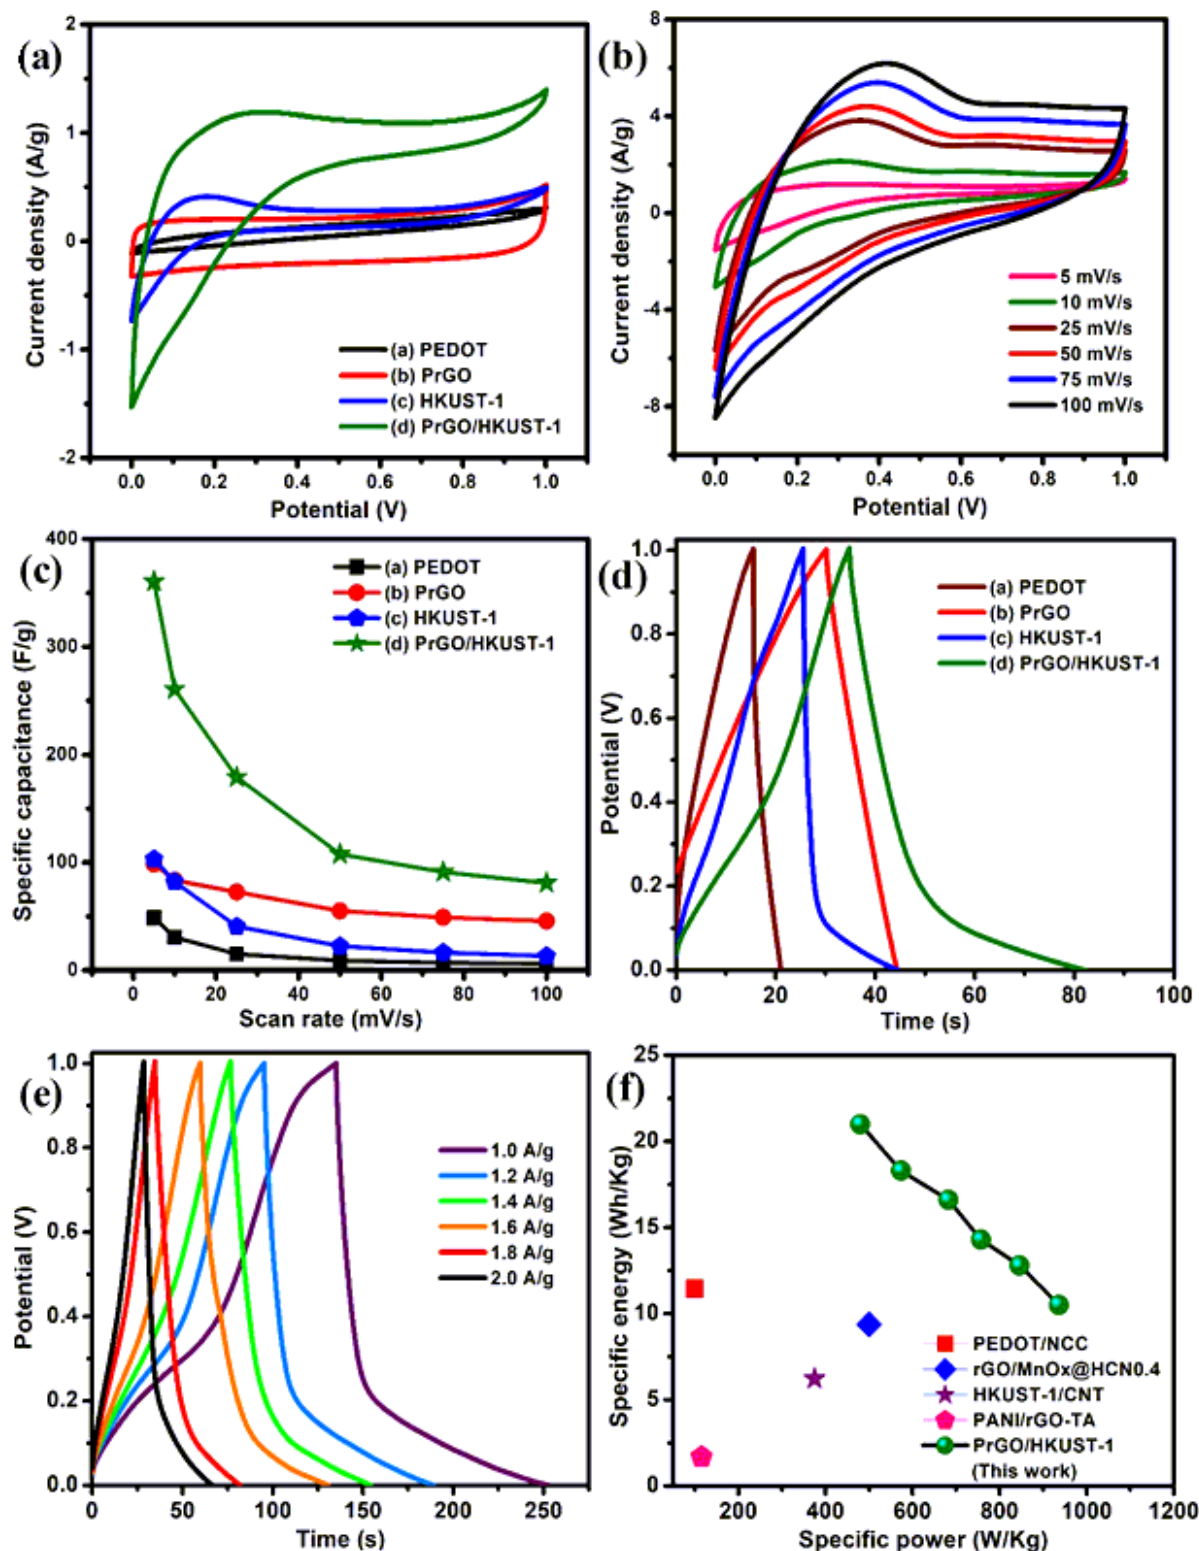 (a)
Current density (A/g)
2
1
0
-1
-2
0.0 0.2 0.4 0.6 0.8 1.0
Potential (V)
(a) PEDOT
(b) PrGO
(c) HKUST-1
(d) PrGO/HKUST-1
(b)
Current density (A/g)
8
4
0
-4
-8
0.0 0.2 0.4 0.6 0.8 1.0
Potential (V)
5 mV/s
10 mV/s
25 mV/s
50 mV/s
75 mV/s
100 mV/s
(c)
Specific capacitance (F/g)
400
300
200
100
0
0 20 40 60 80 100
Scan rate (mV/s)
(a) PEDOT
(b) PrGO
(c) HKUST-1
(d) PrGO/HKUST-1
(d)
Potential (V)
1.0
0.8
0.6
0.4
0.2
0.0
0 20 40 60 80 100
Time (s)
(a) PEDOT
(b) PrGO
(c) HKUST-1
(d) PrGO/HKUST-1
(e)
Potential (V)
1.0
0.8
0.6
0.4
0.2
0.0
0 50 100 150 200 250
Time (s)
1.0 A/g
1.2 A/g
1.4 A/g
1.6 A/g
1.8 A/g
2.0 A/g
(f)
Specific energy (Wh/Kg)
25
20
15
10
5
0
200 400 600 800 1000 1200
Specific power (W/Kg)
PEDOT/NCC
rGO/MnOx@HCN0.4
HKUST-1/CNT
PANI/rGO-TA
PrGO/HKUST-1
(This work)